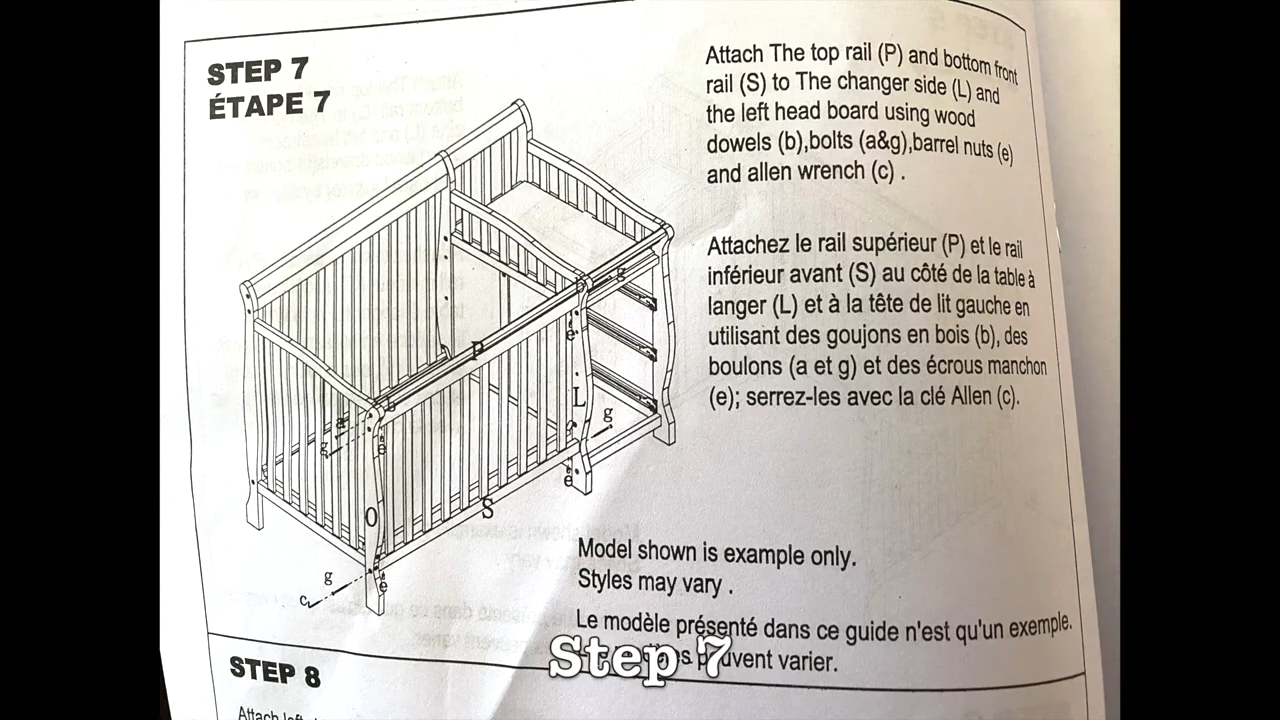 STEP 7
ÉTAPE 7
Attach The top rail (P) and bottom front
rail (S) to The changer side (L) and
the left head board using wood
dowels (b),bolts (a&g),barrel nuts (e)
and allen wrench (c) .
Attachez le rail supérieur (P) et le rail
inférieur avant (S) au côté de la table à
langer (L) et à la tête de lit gauche en
utilisant des goujons en bois (b), des
boulons (a et g) et des écrous manchon
(e); serrez-les avec la clé Allen (c).
g
e
P
L
g
e
a
g
e
e
O
S
g
e
c
Model shown is example only.
Styles may vary .
Le modèle présenté dans ce guide n'est qu'un exemple.
varier.
Step 7
STEP 8
Attach